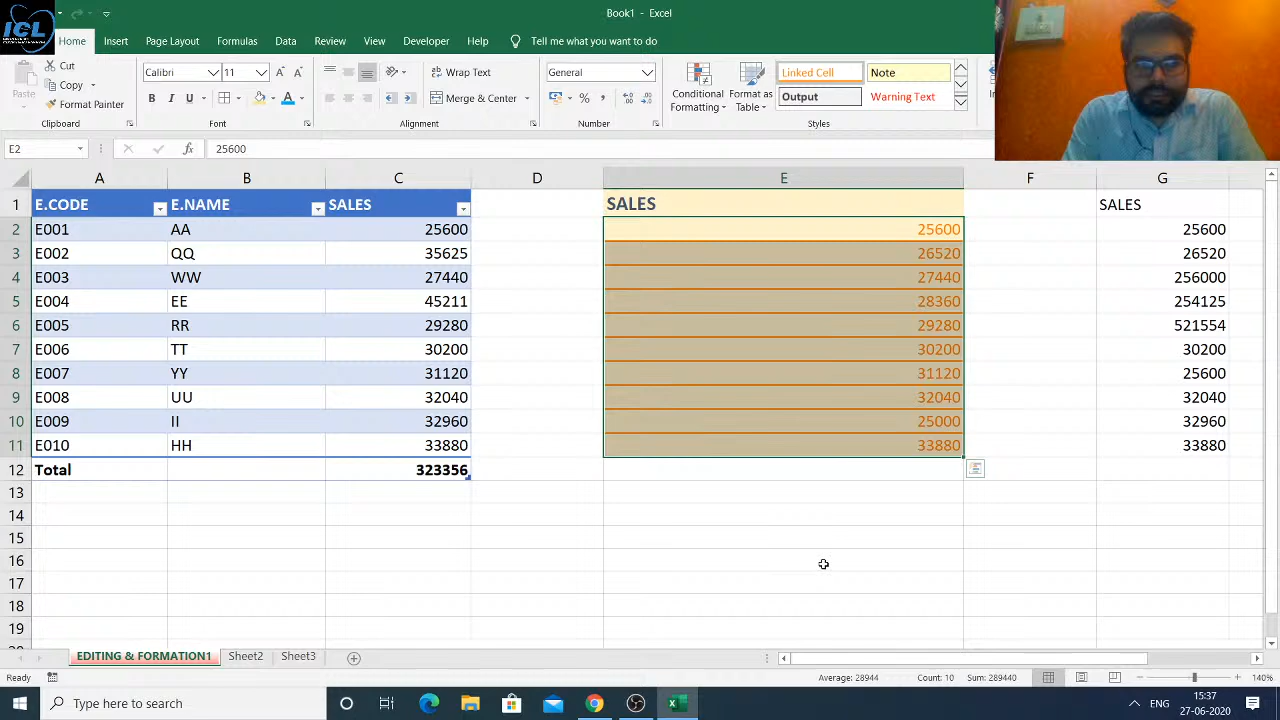 Book1 - Excel
ICL
Home Insert Page Layout Formulas Data Review View Developer Help Tell me what you want to do
Cut
Copy
Format Painter
Paste
Clipboard
Calibri 11
B I U
Font
Wrap Text
Merge & Center
Alignment
General
Number
Conditional Formatting
Format as Table
Linked Cell Note
Output Warning Text
Styles
E2 25600
A B C D E F G
1 E.CODE E.NAME SALES SALES SALES
2 E001 AA 25600 25600 25600
3 E002 QQ 35625 26520 26520
4 E003 WW 27440 27440 256000
5 E004 EE 45211 28360 254125
6 E005 RR 29280 29280 521554
7 E006 TT 30200 30200 30200
8 E007 YY 31120 31120 25600
9 E008 UU 32040 32040 32040
10 E009 II 32960 25000 32960
11 E010 HH 33880 33880 33880
12 Total 323356
13
14
15
16
17
18
19
EDITING & FORMATION1 Sheet2 Sheet3
Ready Average: 28944 Count: 10 Sum: 289440 140%
Type here to search
ENG
15:37
27-06-2020